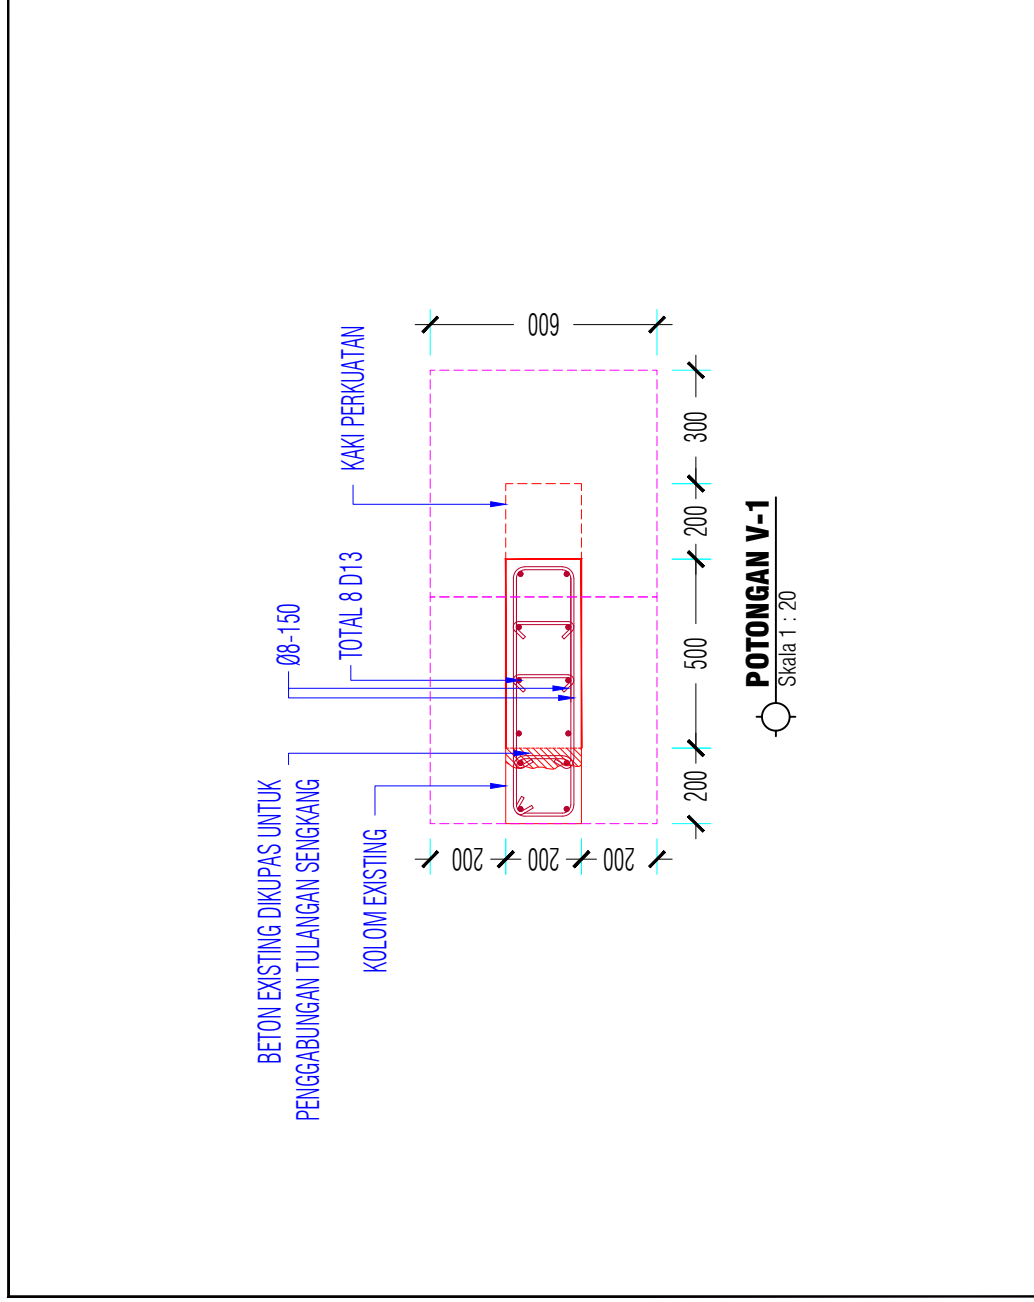 BETON EXISTING DIKUPAS UNTUK
PENGGABUNGAN TULANGAN SENGKANG
Ø8-150
TOTAL 8 D13
KAKI PERKUATAN
KOLOM EXISTING
200
200
200
600
200
500
200
300
POTONGAN V-1
Skala 1 : 20